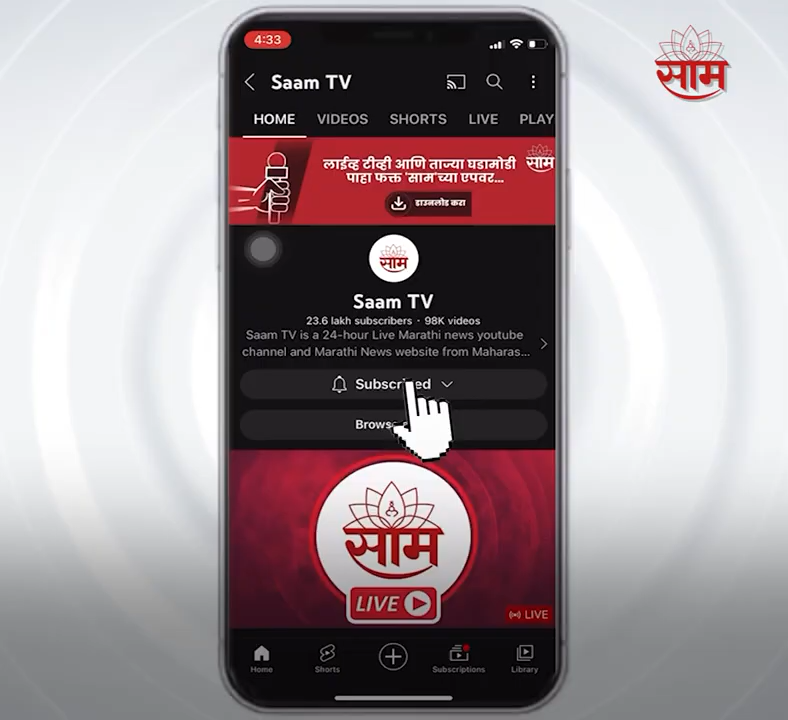 4:33
साम
Saam TV
HOME VIDEOS SHORTS LIVE PLAY
लाईव्ह टीव्ही आणि ताज्या घडामोडी
पाहा फक्त 'साम'च्या एपवर...
साम
डाउनलोड करा
साम
Saam TV
23.6 lakh subscribers · 98K videos
Saam TV is a 24-hour Live Marathi news youtube
channel and Marathi News website from Maharas...
Subscribed
Brows
साम
LIVE
LIVE
Home Shorts Subscriptions Library